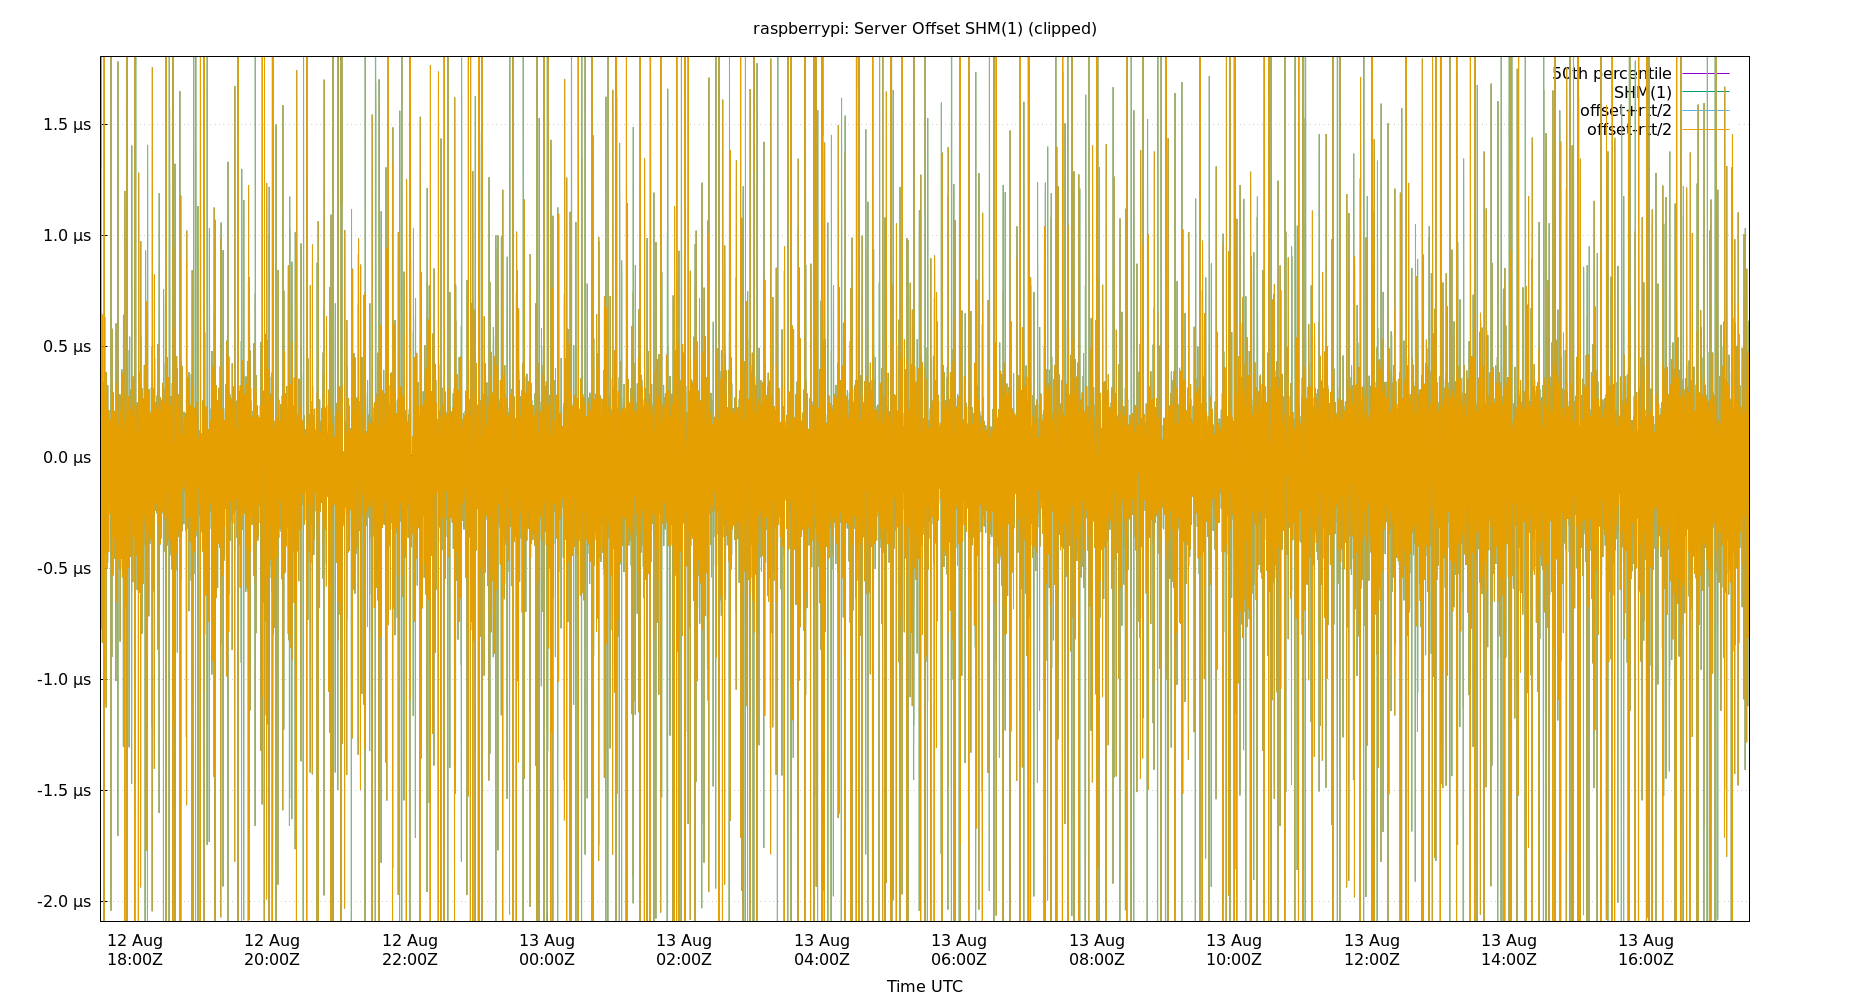 raspberrypi: Server Offset SHM(1) (clipped)
50th percentile
SHM(1)
offset+rtt/2
offset-rtt/2
1.5 µs
1.0 µs
0.5 µs
0.0 µs
-0.5 µs
-1.0 µs
-1.5 µs
-2.0 µs
12 Aug 12 Aug 12 Aug 13 Aug 13 Aug 13 Aug 13 Aug 13 Aug 13 Aug 13 Aug 13 Aug 13 Aug
18:00Z 20:00Z 22:00Z 00:00Z 02:00Z 04:00Z 06:00Z 08:00Z 10:00Z 12:00Z 14:00Z 16:00Z
Time UTC